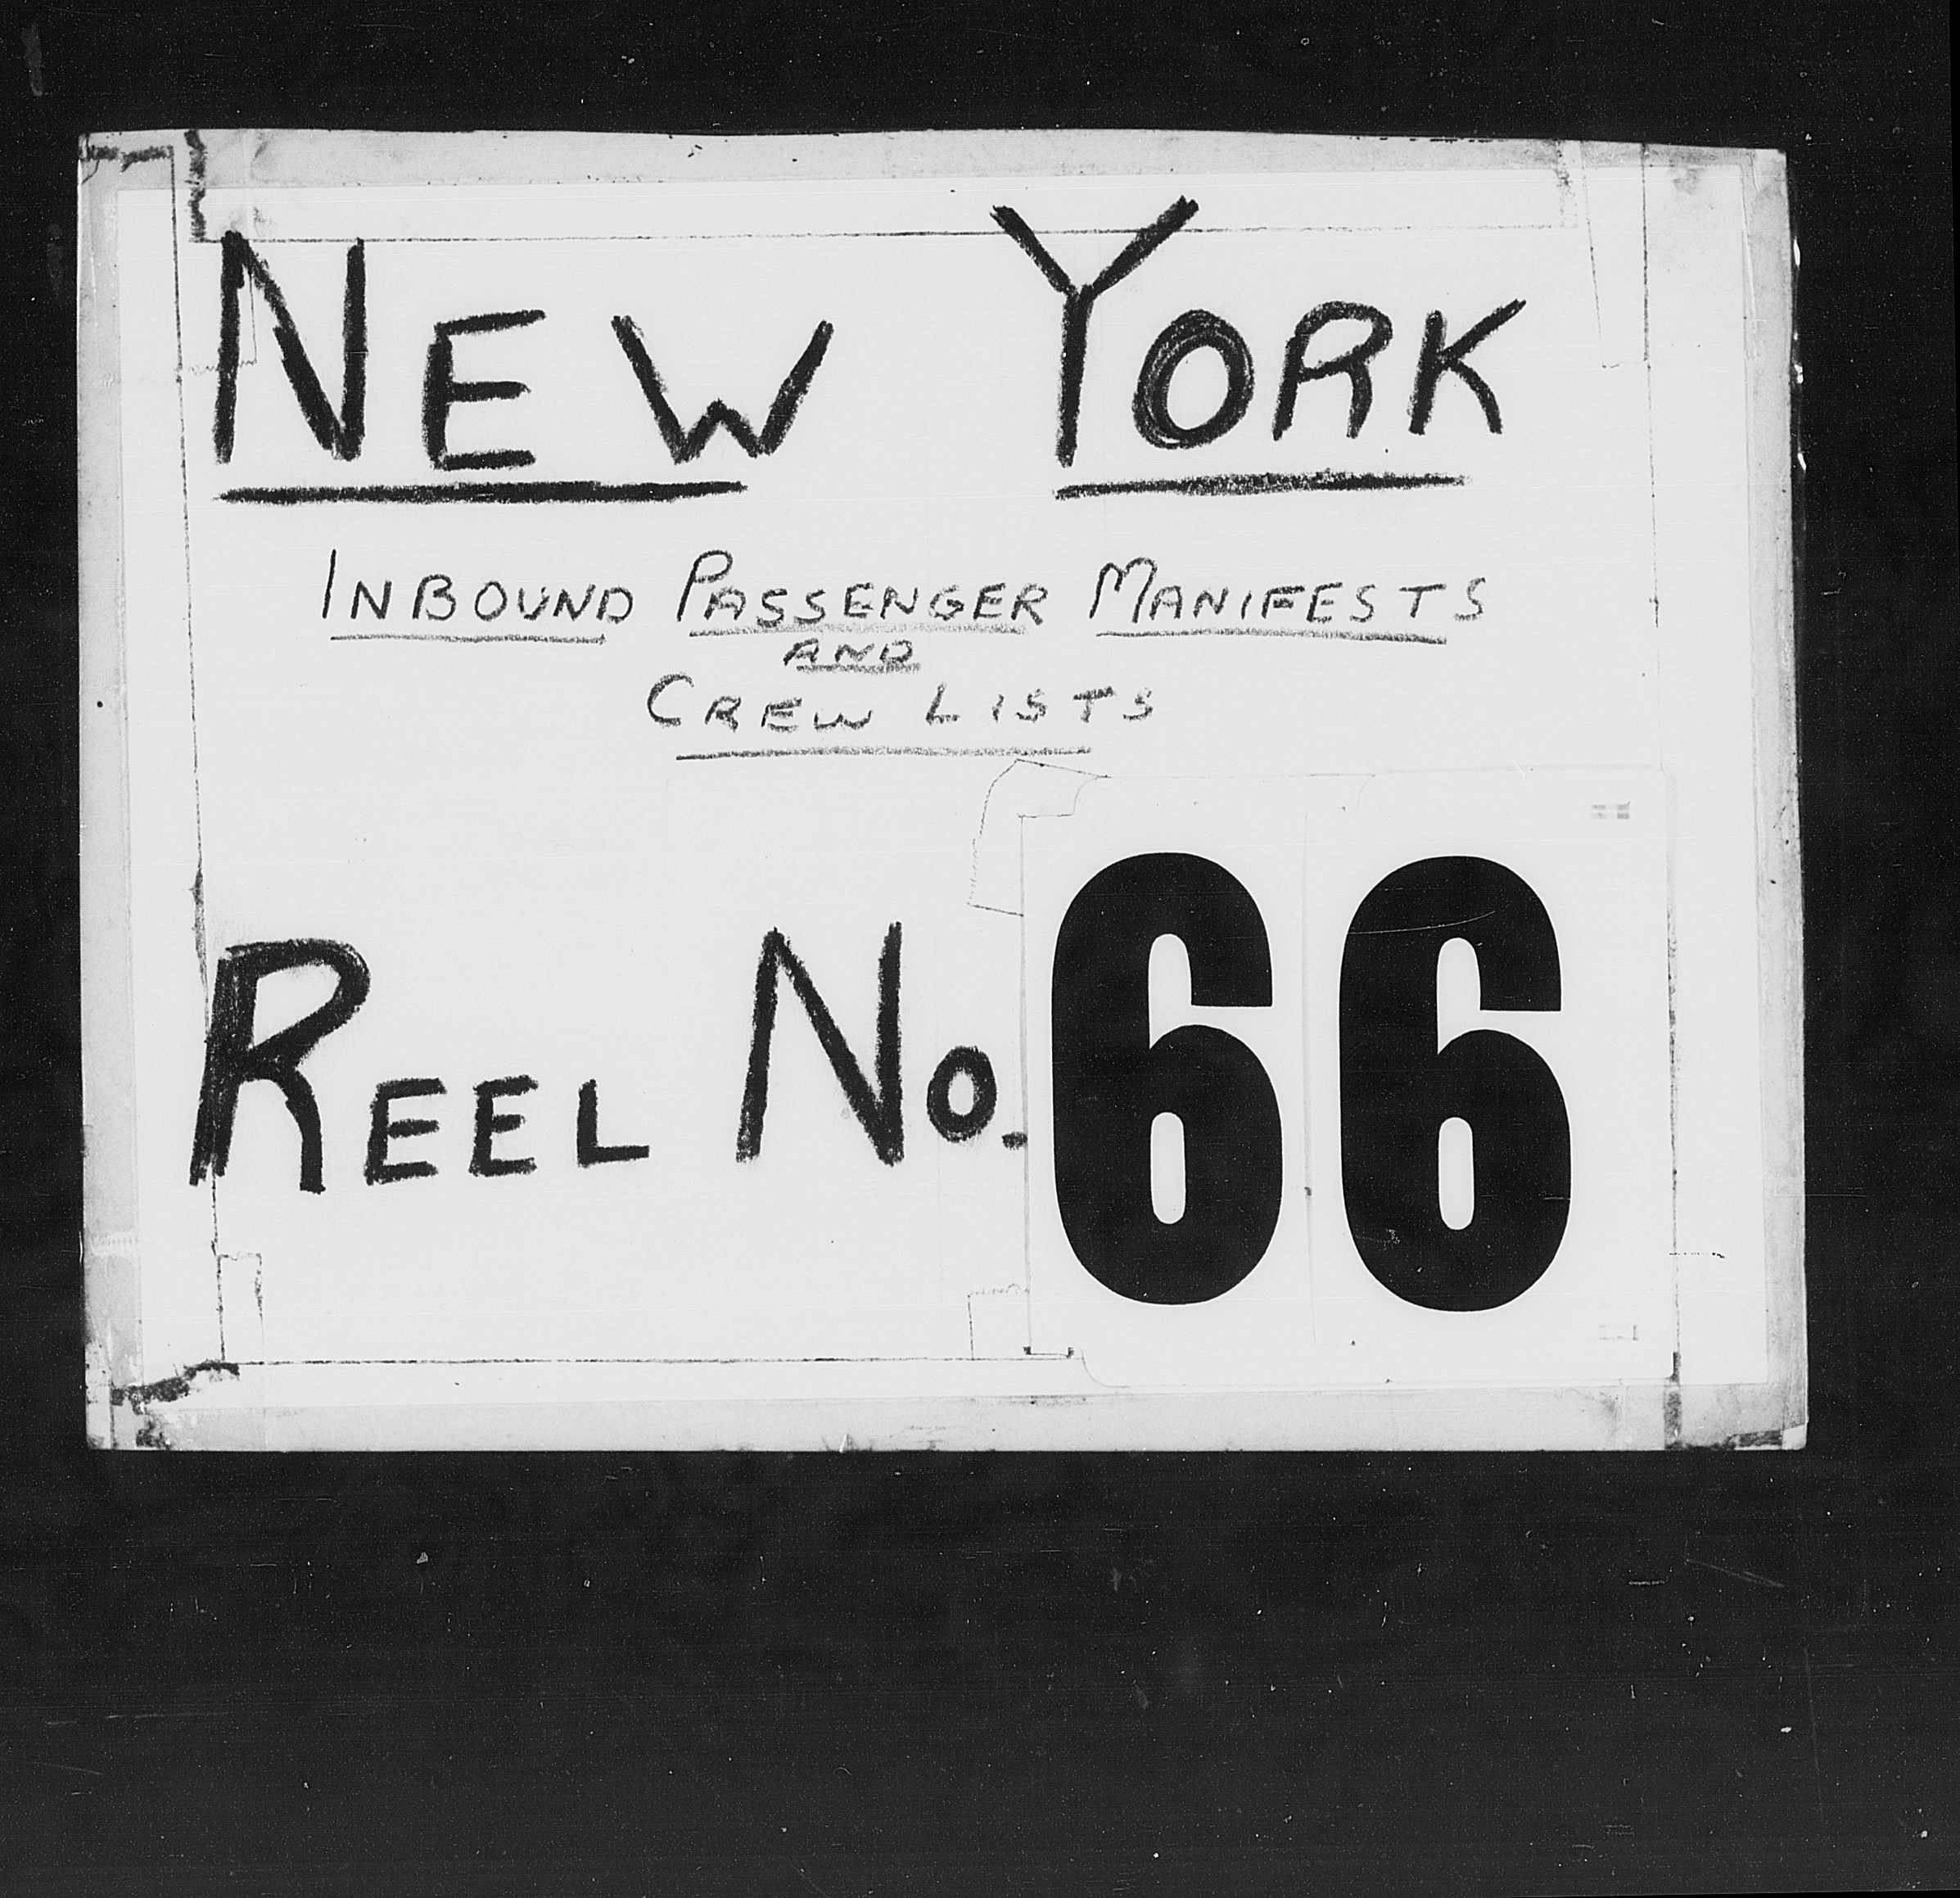 NEW YORK
INBOUND PASSENGER MANIFESTS
AND
CREW LISTS
REEL NO. 66